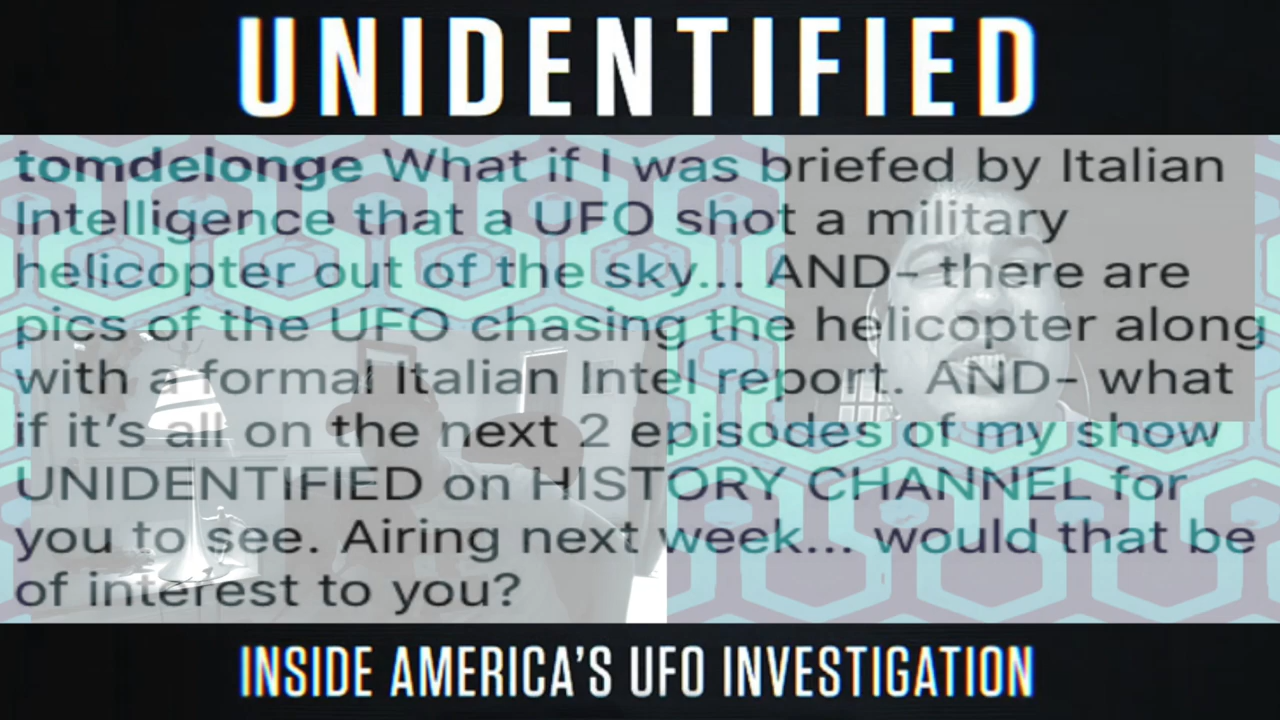 UNIDENTIFIED
tomdelonge What if I was briefed by Italian
Intelligence that a UFO shot a military
helicopter out of the sky... AND- there are
pics of the UFO chasing the helicopter along
with a formal Italian Intel report. AND- what
if it's all on the next 2 episodes of my show
UNIDENTIFIED on HISTORY CHANNEL for
you to see. Airing next week... would that be
of interest to you?
INSIDE AMERICA'S UFO INVESTIGATION